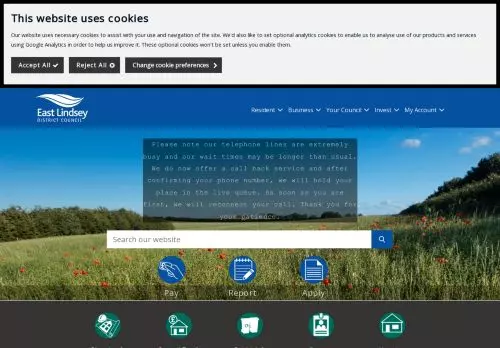 This website uses cookies
Our website uses necessary cookies to assist with your use and navigation of the site. We'd also like to set optional analytics cookies to enable us to analyse use of our products and services
using Google Analytics in order to help us improve it. These optional cookies won't be set unless you enable them.
Accept All Reject All Change cookie preferences
East Lindsey
DISTRICT COUNCIL
Resident Business Your Council Invest My Account
Please note our telephone lines are extremely
busy and our wait times may be longer than usual.
We do now offer a call back service and after
confirming your phone number, we will hold your
place in the live queue. As soon as you are
first, we will reconnect your call. Thank you for
your patience.
Search our website
Pay Report Apply